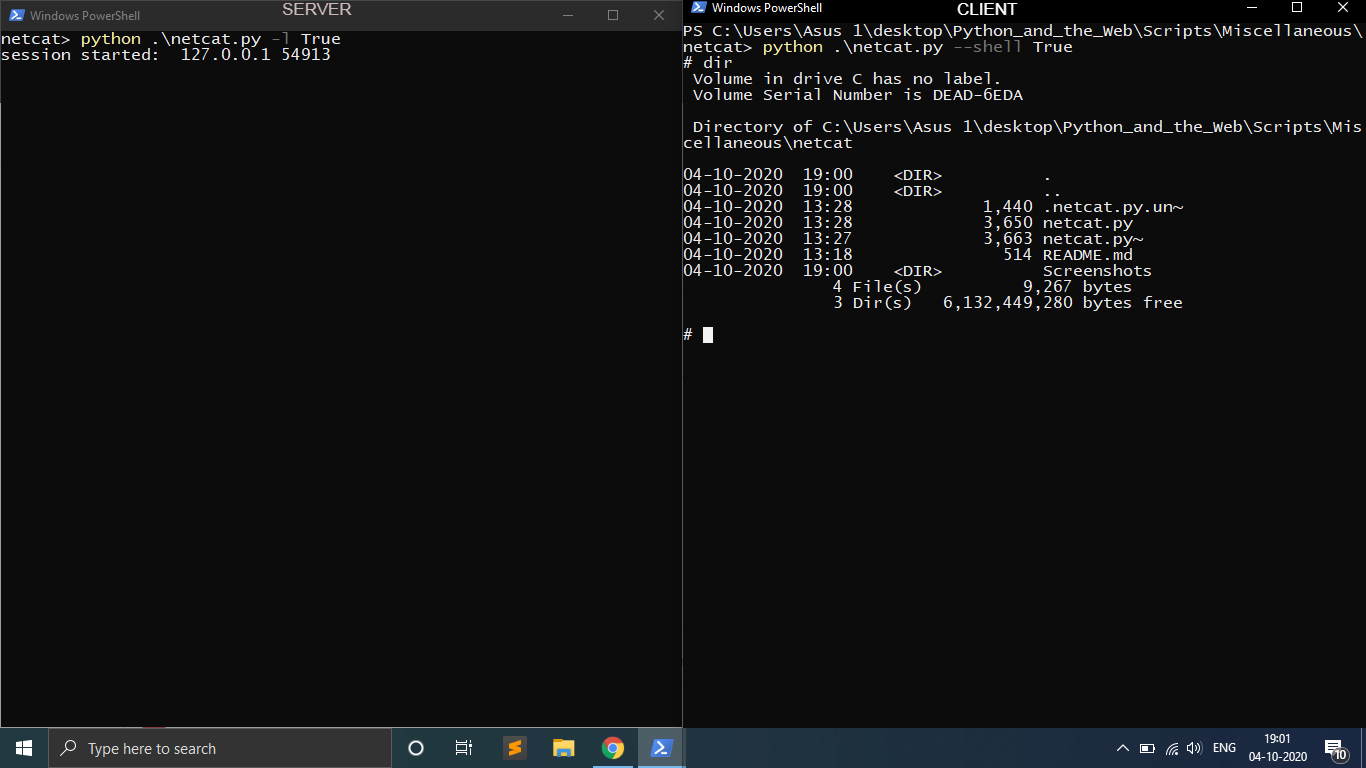 SERVER
Windows PowerShell
netcat> python .\netcat.py -l True
session started:  127.0.0.1 54913
CLIENT
Windows PowerShell
PS C:\Users\Asus 1\desktop\Python_and_the_Web\Scripts\Miscellaneous\
netcat> python .\netcat.py --shell True
# dir
 Volume in drive C has no label.
 Volume Serial Number is DEAD-6EDA
 Directory of C:\Users\Asus 1\desktop\Python_and_the_Web\Scripts\Mis
cellaneous\netcat
04-10-2020  19:00    <DIR>          .
04-10-2020  19:00    <DIR>          ..
04-10-2020  13:28             1,440 .netcat.py.un~
04-10-2020  13:28             3,650 netcat.py
04-10-2020  13:27             3,663 netcat.py~
04-10-2020  13:18               514 README.md
04-10-2020  19:00    <DIR>          Screenshots
               4 File(s)          9,267 bytes
               3 Dir(s)   6,132,449,280 bytes free
#
Type here to search
ENG
19:01
04-10-2020
10